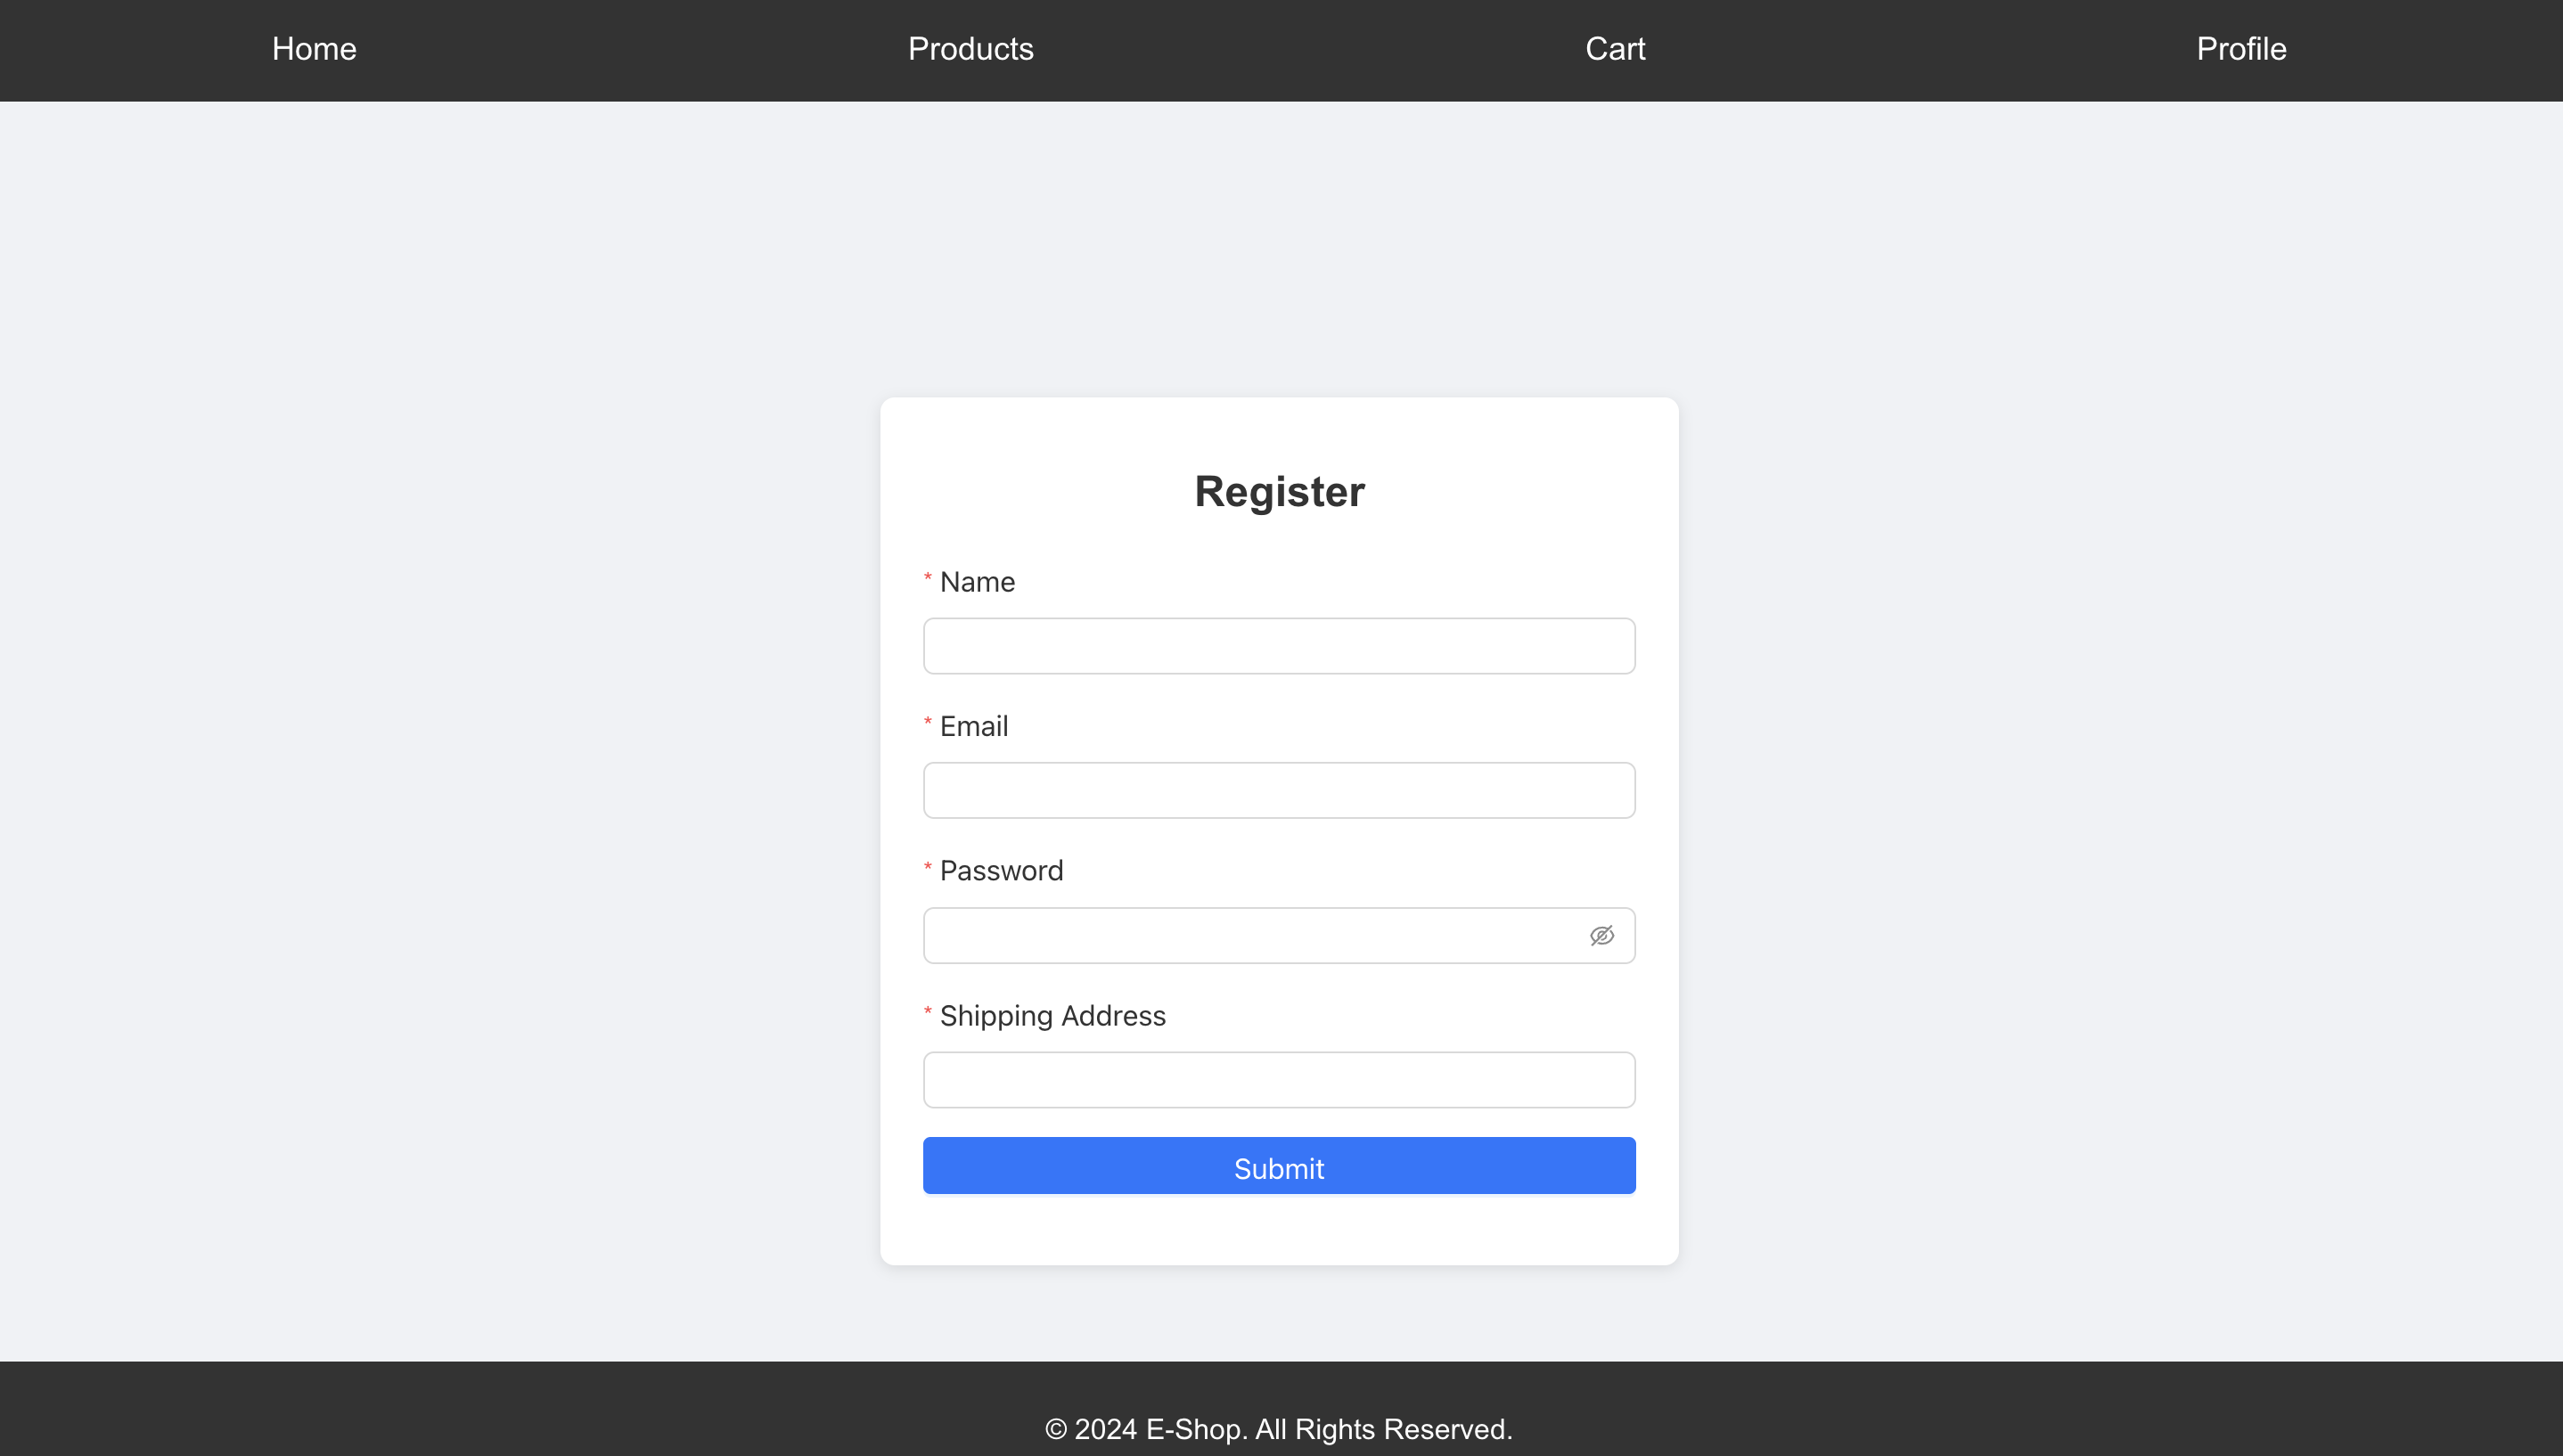 Home Products Cart Profile
Register
* Name
* Email
* Password
* Shipping Address
Submit
© 2024 E-Shop. All Rights Reserved.